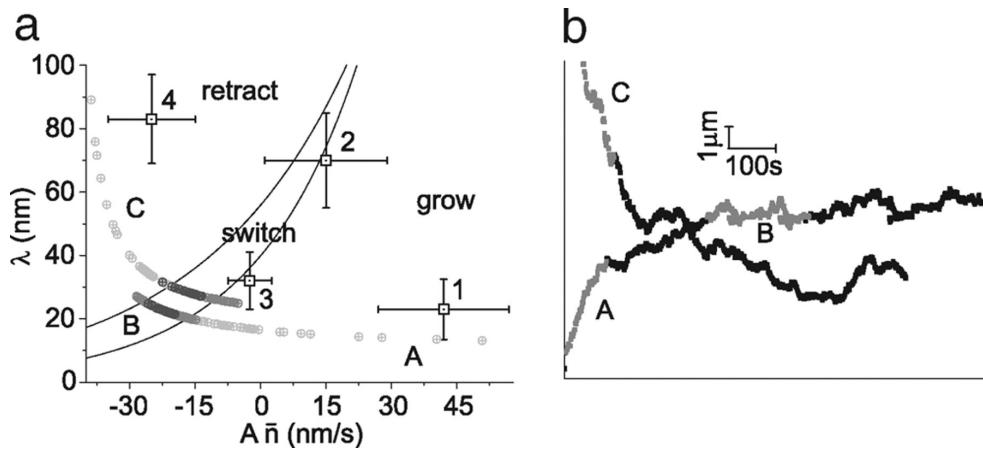 a
100
80
60
40
20
0
λ (nm)
-30 -15 0 15 30 45
A n̄ (nm/s)
retract
grow
switch
4
2
3
1
C
B
A
b
C
1μm
100s
B
A